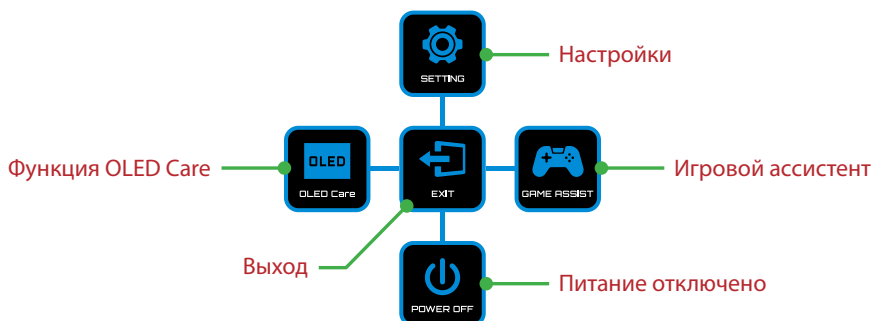 SETTING
Настройки
Функция OLED Care
OLED
OLED Care
EXIT
GAME ASSIST
Игровой ассистент
Выход
POWER OFF
Питание отключено